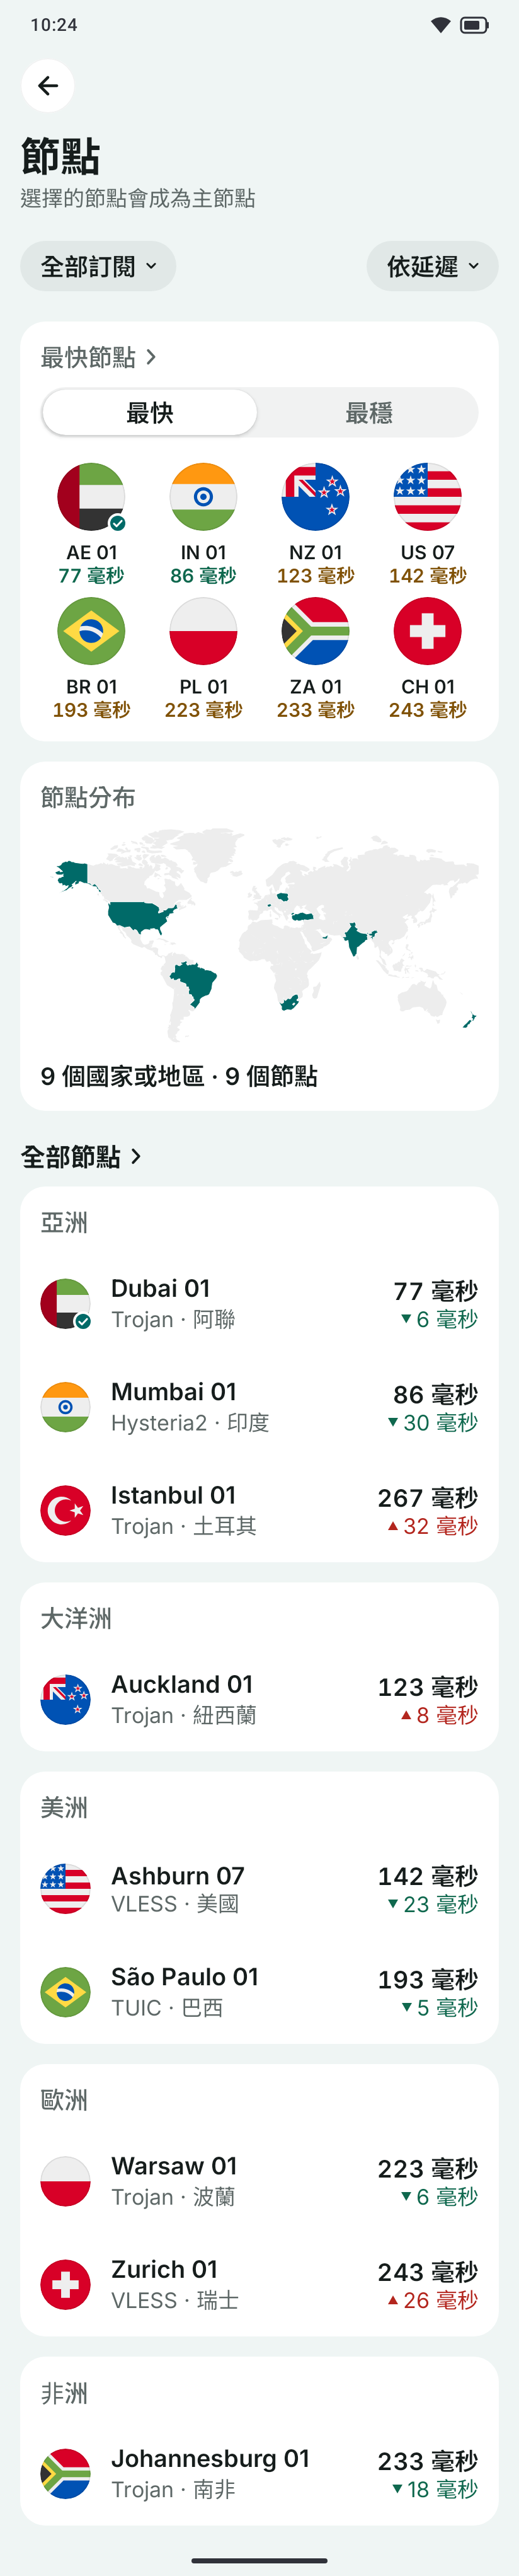 10:24
節點
選擇的節點會成為主節點
全部訂閱
依延遲
最快節點
最快
最穩
AE 01
IN 01
NZ 01
US 07
77 毫秒
86 毫秒
123 毫秒
142 毫秒
BR 01
PL 01
ZA 01
CH 01
193 毫秒
223 毫秒
233 毫秒
243 毫秒
節點分布
9 個國家或地區 · 9 個節點
全部節點
亞洲
Dubai 01
77 毫秒
Trojan · 阿聯
▼6 毫秒
Mumbai 01
86 毫秒
Hysteria2 · 印度
▼30 毫秒
Istanbul 01
267 毫秒
Trojan · 土耳其
▲32 毫秒
大洋洲
Auckland 01
123 毫秒
Trojan · 紐西蘭
▲8 毫秒
美洲
Ashburn 07
142 毫秒
VLESS · 美國
▼23 毫秒
São Paulo 01
193 毫秒
TUIC · 巴西
▼5 毫秒
歐洲
Warsaw 01
223 毫秒
Trojan · 波蘭
▼6 毫秒
Zurich 01
243 毫秒
VLESS · 瑞士
▲26 毫秒
非洲
Johannesburg 01
233 毫秒
Trojan · 南非
▼18 毫秒